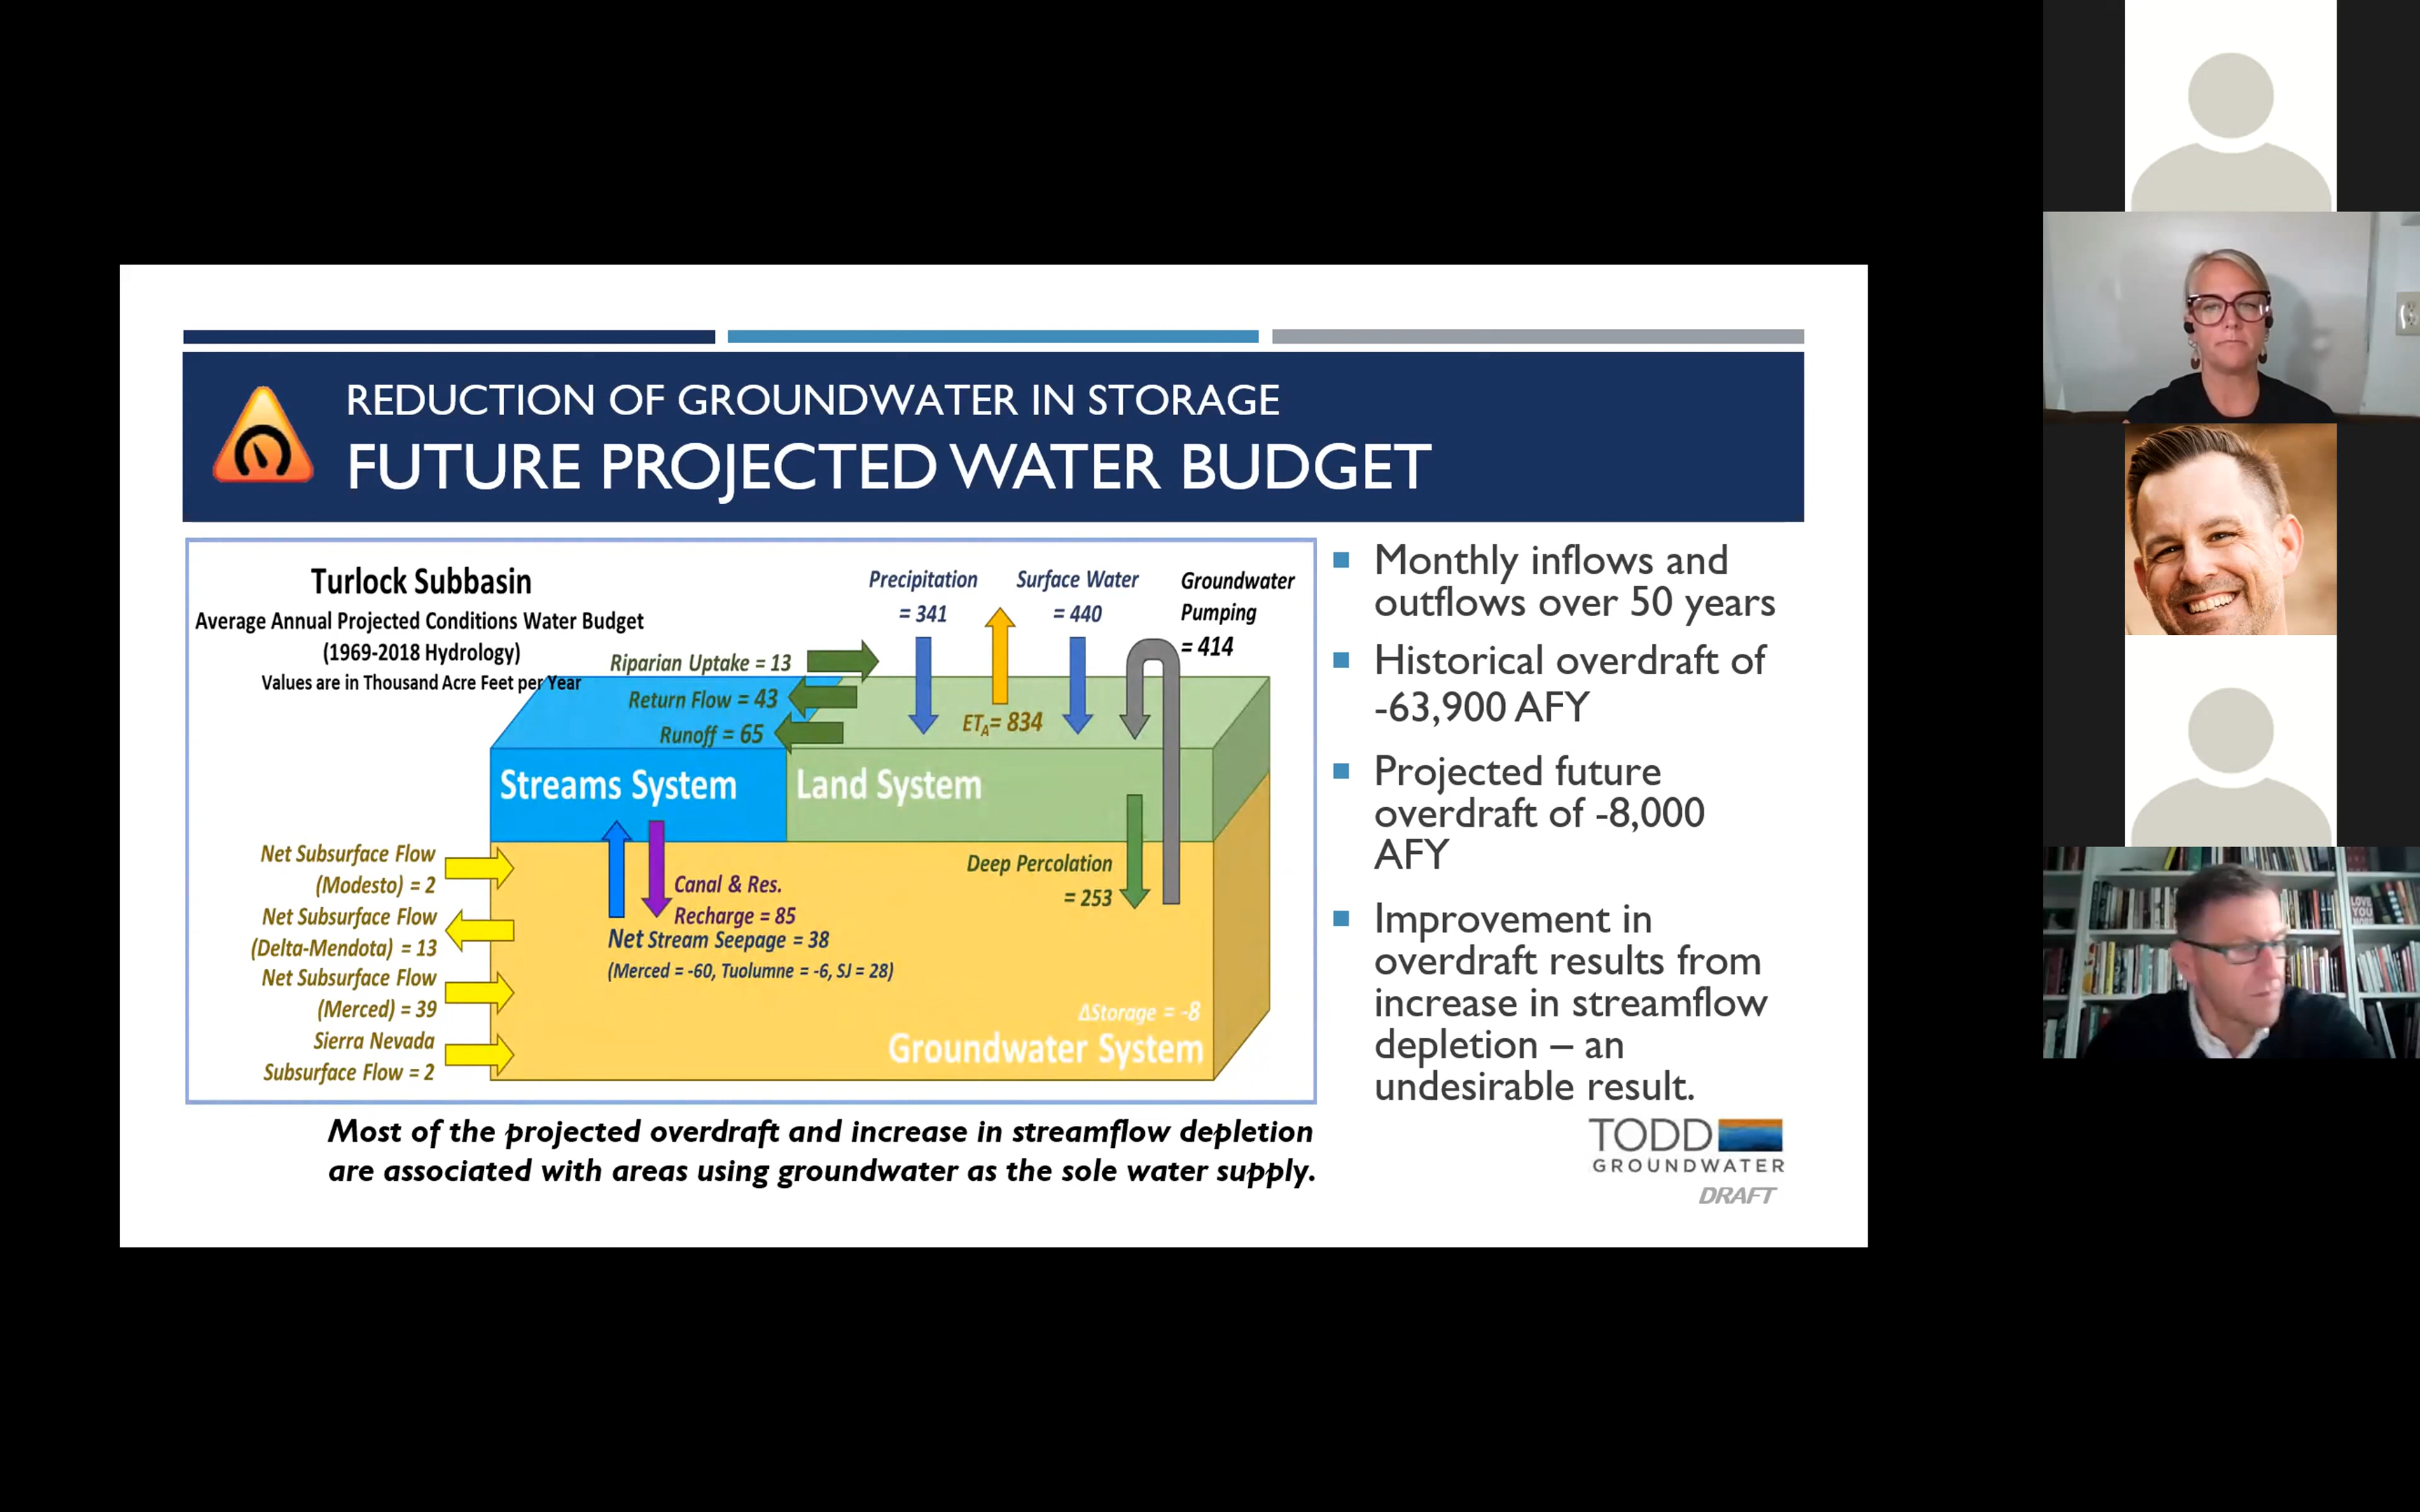 REDUCTION OF GROUNDWATER IN STORAGE
FUTURE PROJECTED WATER BUDGET
Turlock Subbasin
Average Annual Projected Conditions Water Budget
(1969-2018 Hydrology)
Values are in Thousand Acre Feet per Year
Riparian Uptake = 13
Return Flow = 43
Runoff = 65
Precipitation
= 341
ETA= 834
Surface Water
= 440
Groundwater
Pumping
= 414
Streams System
Land System
Net Subsurface Flow
(Modesto) = 2
Net Subsurface Flow
(Delta-Mendota) = 13
Net Subsurface Flow
(Merced) = 39
Sierra Nevada
Subsurface Flow = 2
Canal & Res.
Recharge = 85
Net Stream Seepage = 38
(Merced = -60, Tuolumne = -6, SJ = 28)
Deep Percolation
= 253
ΔStorage = -8
Groundwater System
Most of the projected overdraft and increase in streamflow depletion
are associated with areas using groundwater as the sole water supply.
Monthly inflows and
outflows over 50 years
Historical overdraft of
-63,900 AFY
Projected future
overdraft of -8,000
AFY
Improvement in
overdraft results from
increase in streamflow
depletion – an
undesirable result.
TODD
GROUNDWATER
DRAFT
LOVE
YOU